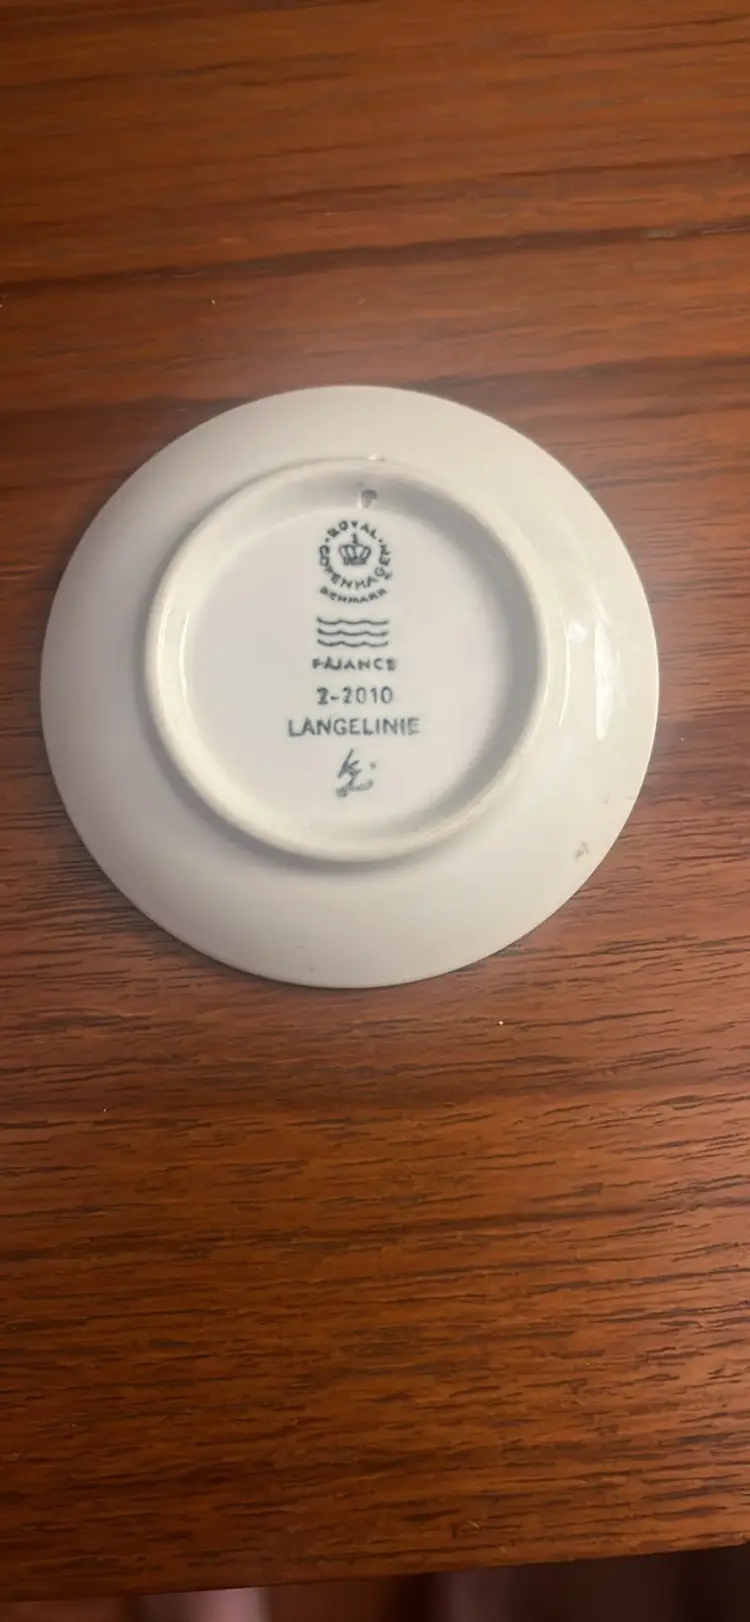 ROYAL COPENHAGEN
DENMARK
FAJANCE
2-2010
LANGELINIE